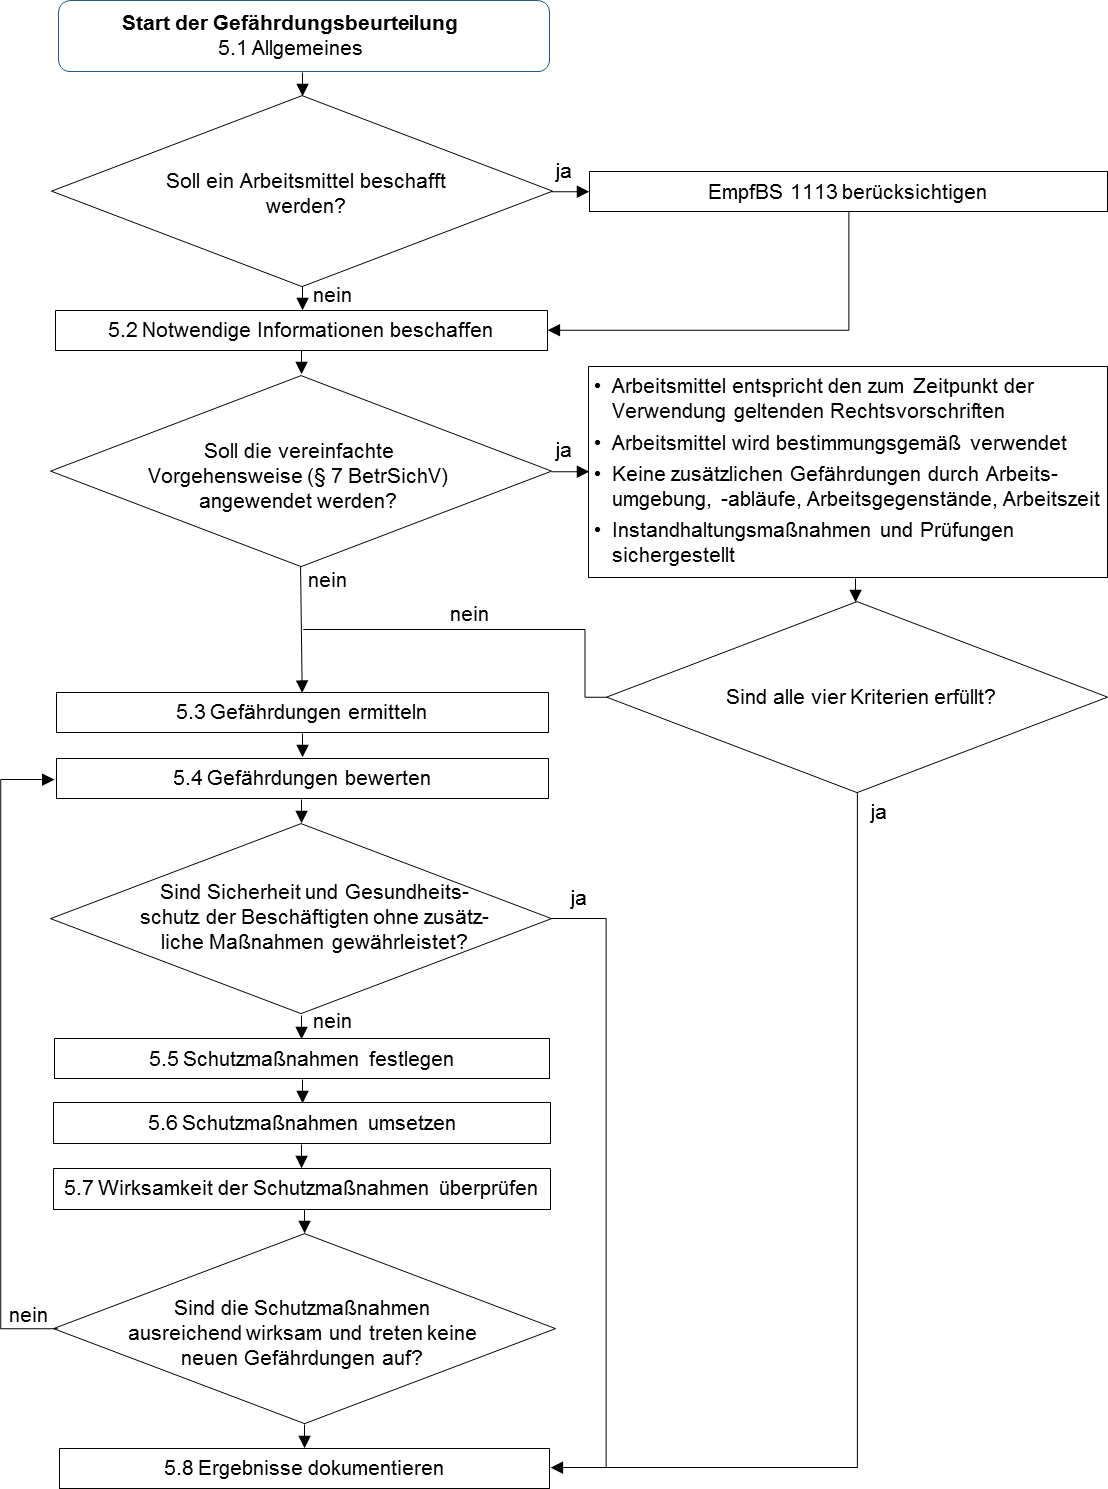 Start der Gefährdungsbeurteilung
5.1 Allgemeines
Soll ein Arbeitsmittel beschafft
werden?
ja
EmpfBS 1113 berücksichtigen
nein
5.2 Notwendige Informationen beschaffen
Soll die vereinfachte
Vorgehensweise (§ 7 BetrSichV)
angewendet werden?
ja
• Arbeitsmittel entspricht den zum Zeitpunkt der
Verwendung geltenden Rechtsvorschriften
• Arbeitsmittel wird bestimmungsgemäß verwendet
• Keine zusätzlichen Gefährdungen durch Arbeits-
umgebung, -abläufe, Arbeitsgegenstände, Arbeitszeit
• Instandhaltungsmaßnahmen und Prüfungen
sichergestellt
nein
nein
Sind alle vier Kriterien erfüllt?
5.3 Gefährdungen ermitteln
5.4 Gefährdungen bewerten
ja
Sind Sicherheit und Gesundheits-
schutz der Beschäftigten ohne zusätz-
liche Maßnahmen gewährleistet?
ja
nein
5.5 Schutzmaßnahmen festlegen
5.6 Schutzmaßnahmen umsetzen
5.7 Wirksamkeit der Schutzmaßnahmen überprüfen
Sind die Schutzmaßnahmen
ausreichend wirksam und treten keine
neuen Gefährdungen auf?
nein
5.8 Ergebnisse dokumentieren